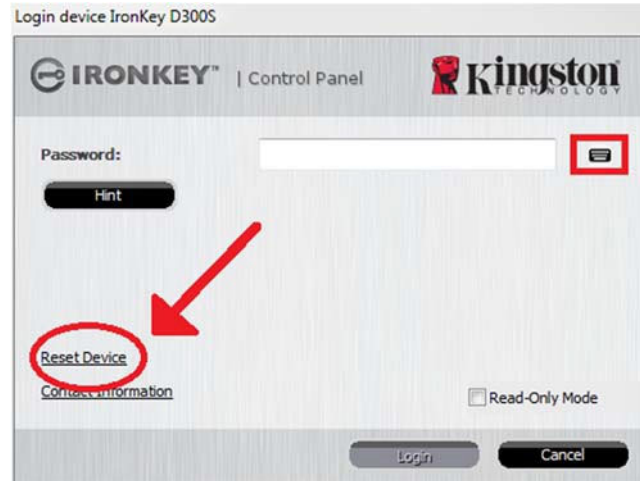 Login device IronKey D300S
IRONKEY™ | Control Panel
Kingston
TECHNOLOGY
Password:
Hint
Reset Device
Contact Information
Read-Only Mode
Login
Cancel